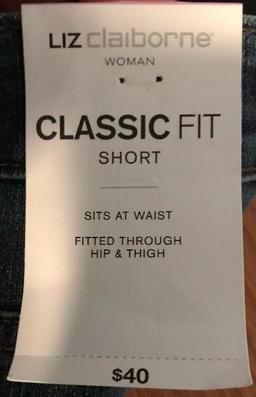 LIZ claiborne
WOMAN
CLASSIC FIT
SHORT
SITS AT WAIST
FITTED THROUGH
HIP & THIGH
$40